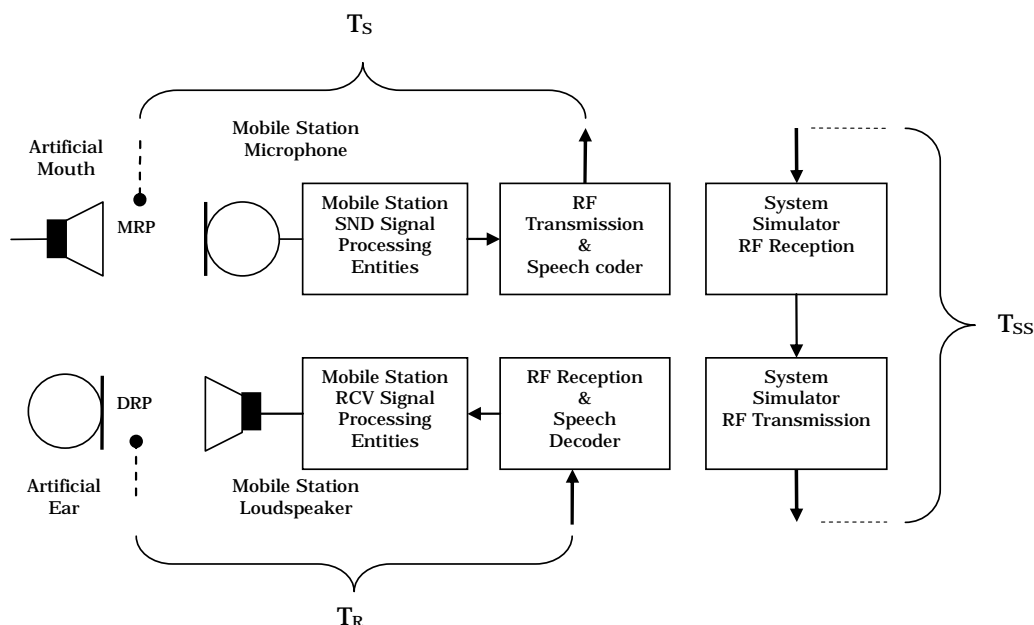 TS
Artificial
Mouth
MRP
Mobile Station
Microphone
Mobile Station
SND Signal
Processing
Entities
RF
Transmission
&
Speech coder
System
Simulator
RF Reception
TSS
DRP
Artificial
Ear
Mobile Station
Loudspeaker
Mobile Station
RCV Signal
Processing
Entities
RF Reception
&
Speech
Decoder
System
Simulator
RF Transmission
TR